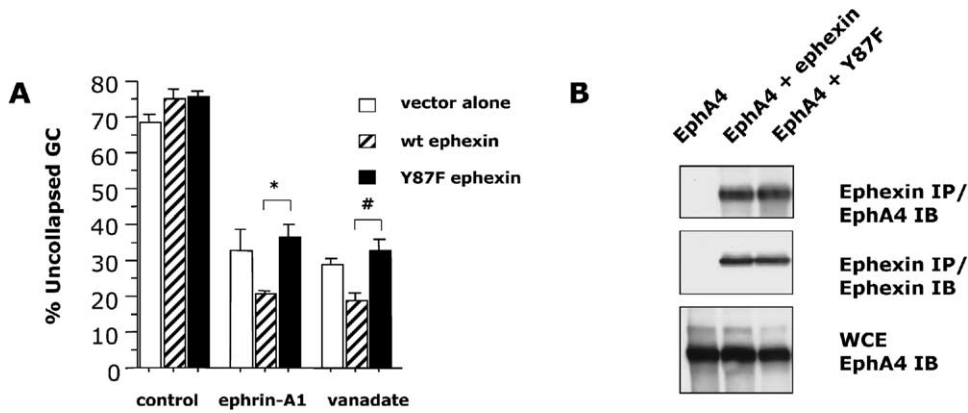 A
80
70
60
50
40
30
20
10
0
% Uncollapsed GC
vector alone
wt ephexin
Y87F ephexin
*
#
control ephrin-A1 vanadate
B
EphA4
EphA4 + ephexin
EphA4 + Y87F
Ephexin IP/
EphA4 IB
Ephexin IP/
Ephexin IB
WCE
EphA4 IB